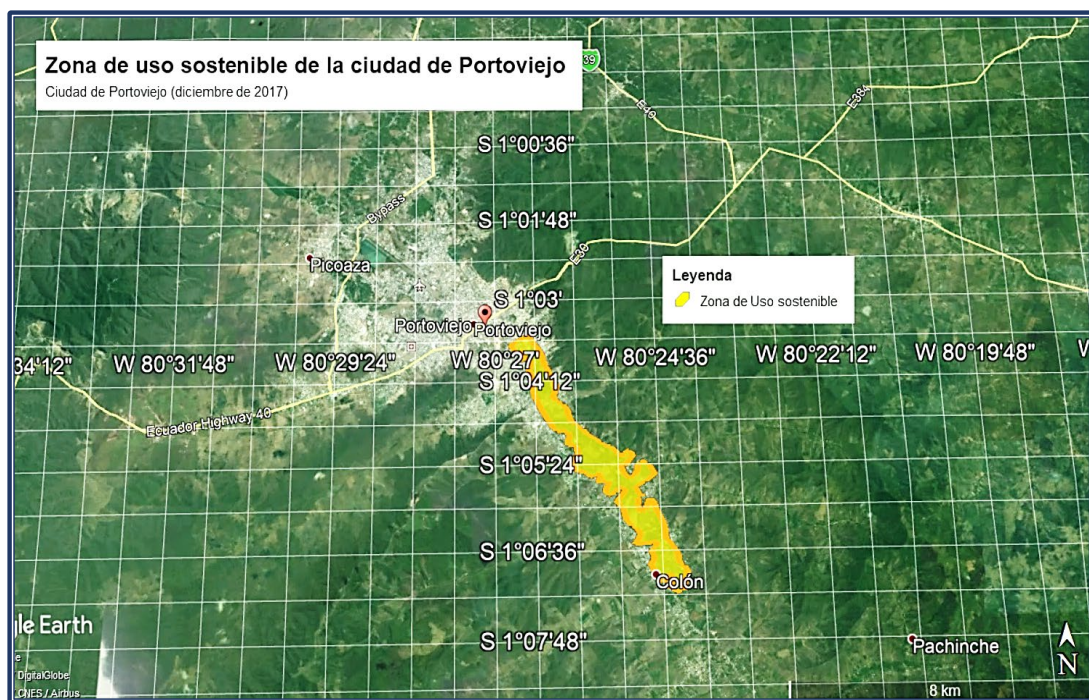 Zona de uso sostenible de la ciudad de Portoviejo
Ciudad de Portoviejo (diciembre de 2017)
39
E40
E384
S 1°00'36"
Bypass
S 1°01'48"
E30
Picoaza
Leyenda
Zona de Uso sostenible
S 1°03'
Portoviejo
Portoviejo
34'12"
W 80°31'48"
W 80°29'24"
W 80°27'
W 80°24'36"
W 80°22'12"
W 80°19'48"
W
S 1°04'12"
Ecuador Highway 40
S 1°05'24"
S 1°06'36"
Colón
S 1°07'48"
Pachinche
le Earth
e
DigitalGlobe
CNES / Airbus
N
8 km